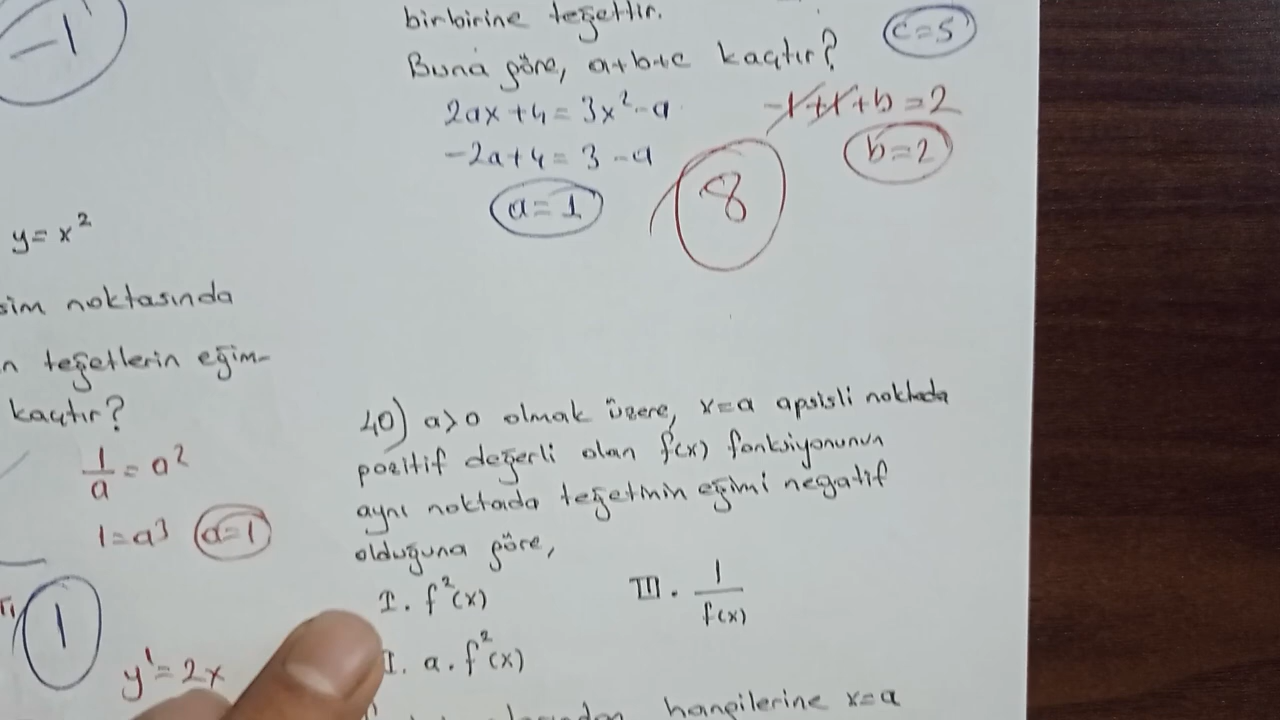 -1
y = x²
sim noktasında
n teğetlerin eğim-
kaçtır?
1/a = a²
1 = a³ a=1
1
y' = 2x
birbirine teğettir.
c=5
Buna göre, a+b+c kaçtır?
2ax+4 = 3x²-a
-1+1+b=2
-2a+4 = 3-a
b=2
a=1
8
40) a>0 olmak üzere, x=a apsisli noktada
pozitif değerli olan f(x) fonksiyonunun
aynı noktada teğetinin eğimi negatif
olduğuna göre,
I. f²(x)
III. 1/f(x)
I. a.f²(x)
hangilerine x=a